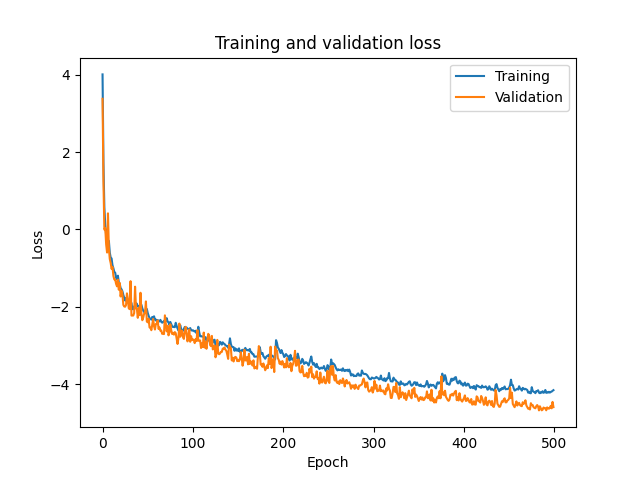 Training and validation loss
Training
Validation
4
2
0
−2
−4
Loss
0
100
200
300
400
500
Epoch